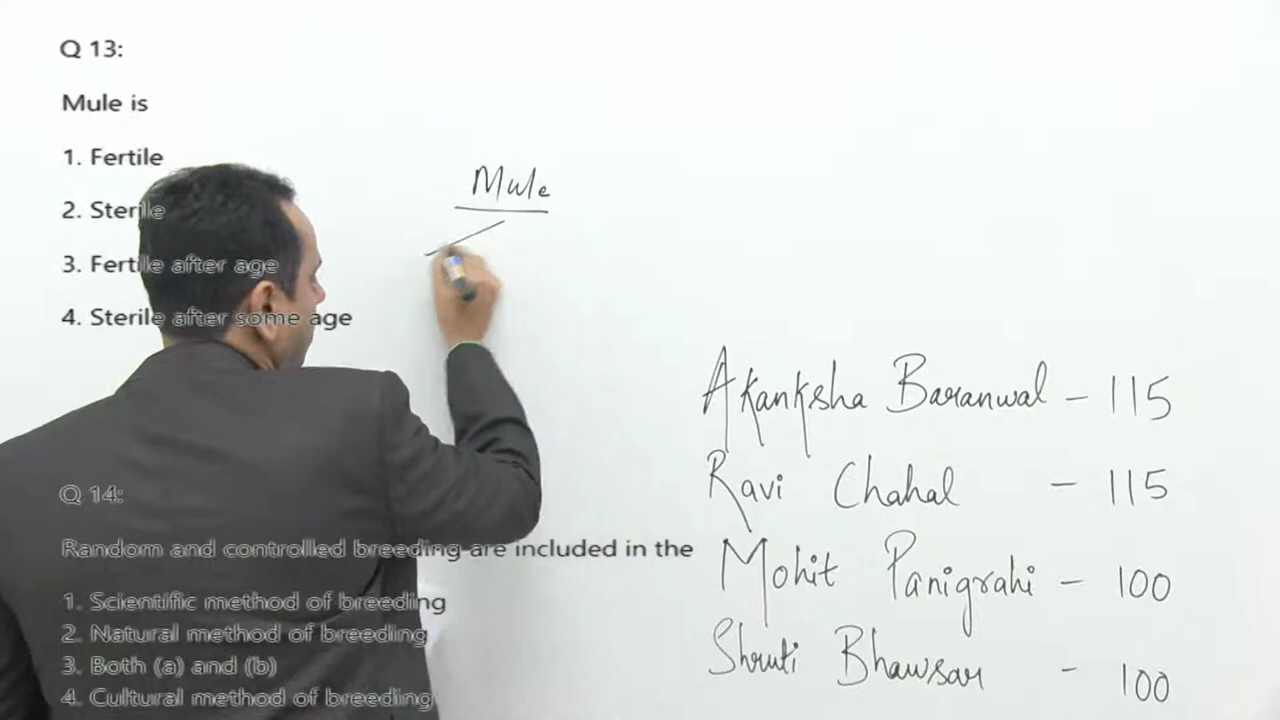 Q 13:
Mule is
1. Fertile
2. Sterile
3. Fertile after age
4. Sterile after some age
Mule
Akanksha Baranwal - 115
Ravi Chahal - 115
Mohit Panigrahi - 100
Shruti Bhawsar - 100
Q 14:
Random and controlled breeding are included in the
1. Scientific method of breeding
2. Natural method of breeding
3. Both (a) and (b)
4. Cultural method of breeding